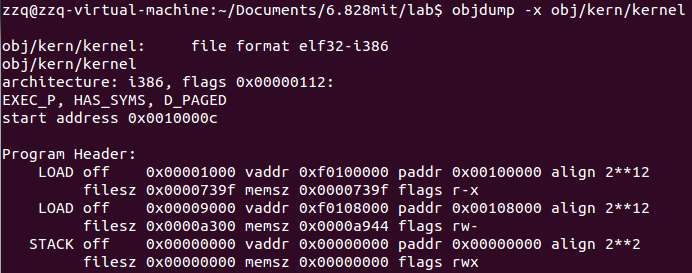 zzq@zzq-virtual-machine:~/Documents/6.828mit/lab$ objdump -x obj/kern/kernel
obj/kern/kernel:     file format elf32-i386
obj/kern/kernel
architecture: i386, flags 0x00000112:
EXEC_P, HAS_SYMS, D_PAGED
start address 0x0010000c
Program Header:
    LOAD off    0x00001000 vaddr 0xf0100000 paddr 0x00100000 align 2**12
         filesz 0x0000739f memsz 0x0000739f flags r-x
    LOAD off    0x00009000 vaddr 0xf0108000 paddr 0x00108000 align 2**12
         filesz 0x0000a300 memsz 0x0000a944 flags rw-
   STACK off    0x00000000 vaddr 0x00000000 paddr 0x00000000 align 2**2
         filesz 0x00000000 memsz 0x00000000 flags rwx